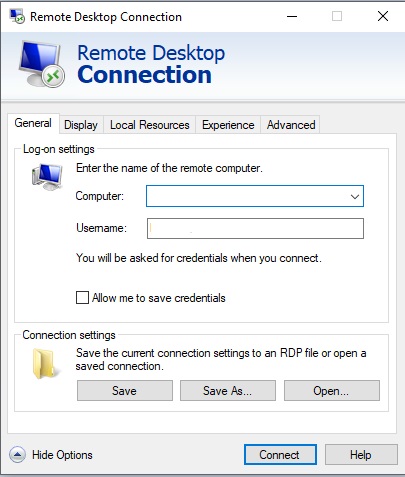 Remote Desktop Connection
Remote Desktop
Connection
General Display Local Resources Experience Advanced
Log-on settings
Enter the name of the remote computer.
Computer:
Username:
You will be asked for credentials when you connect.
Allow me to save credentials
Connection settings
Save the current connection settings to an RDP file or open a
saved connection.
Save Save As... Open...
Hide Options Connect Help